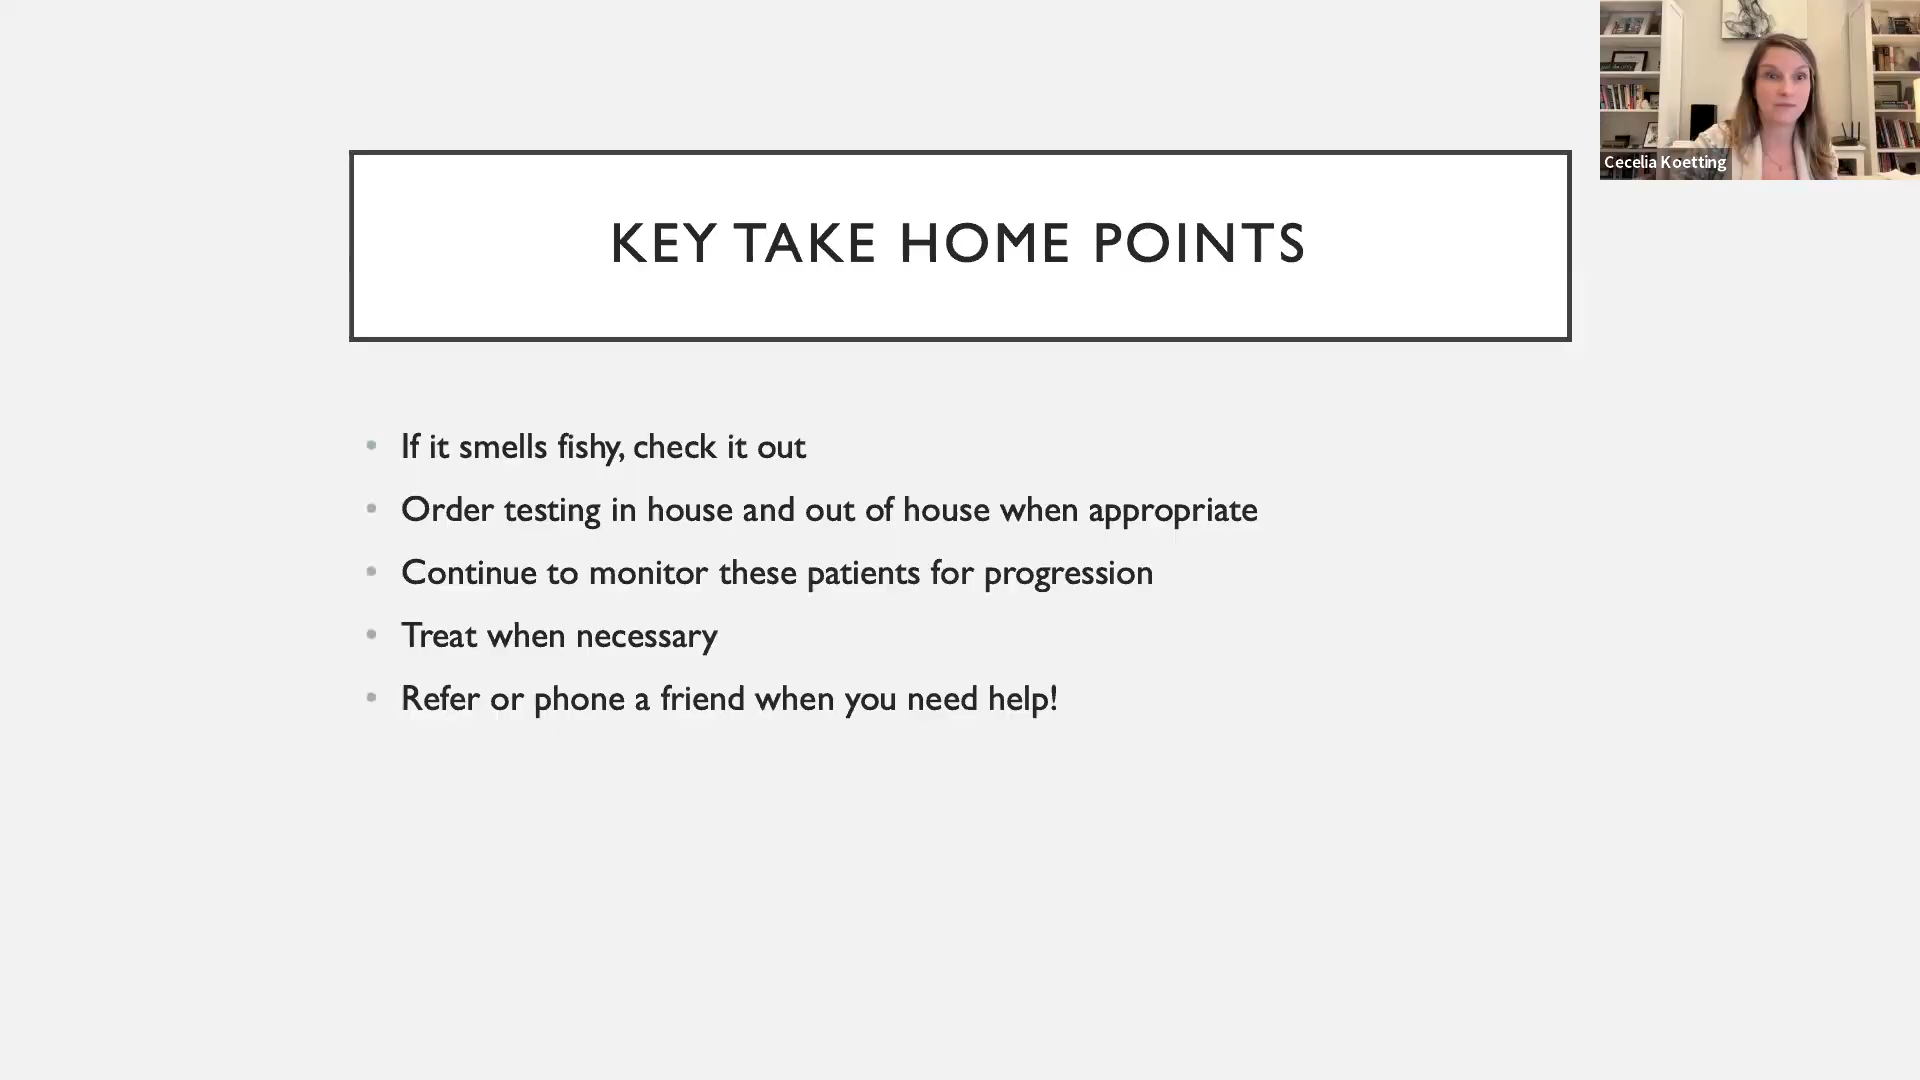 KEY TAKE HOME POINTS
• If it smells fishy, check it out
• Order testing in house and out of house when appropriate
• Continue to monitor these patients for progression
• Treat when necessary
• Refer or phone a friend when you need help!
Cecelia Koetting